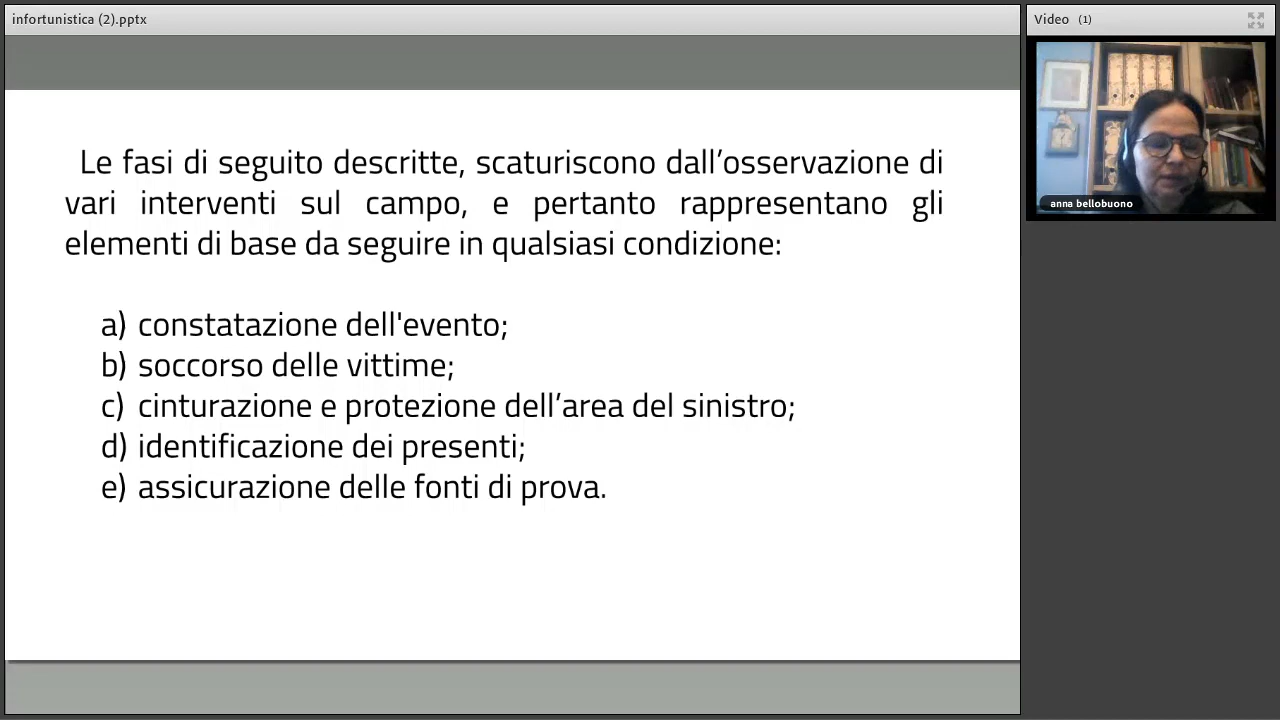 infortunistica (2).pptx
Video (1)
anna bellobuono
Le fasi di seguito descritte, scaturiscono dall’osservazione di
vari interventi sul campo, e pertanto rappresentano gli
elementi di base da seguire in qualsiasi condizione:
a) constatazione dell'evento;
b) soccorso delle vittime;
c) cinturazione e protezione dell’area del sinistro;
d) identificazione dei presenti;
e) assicurazione delle fonti di prova.